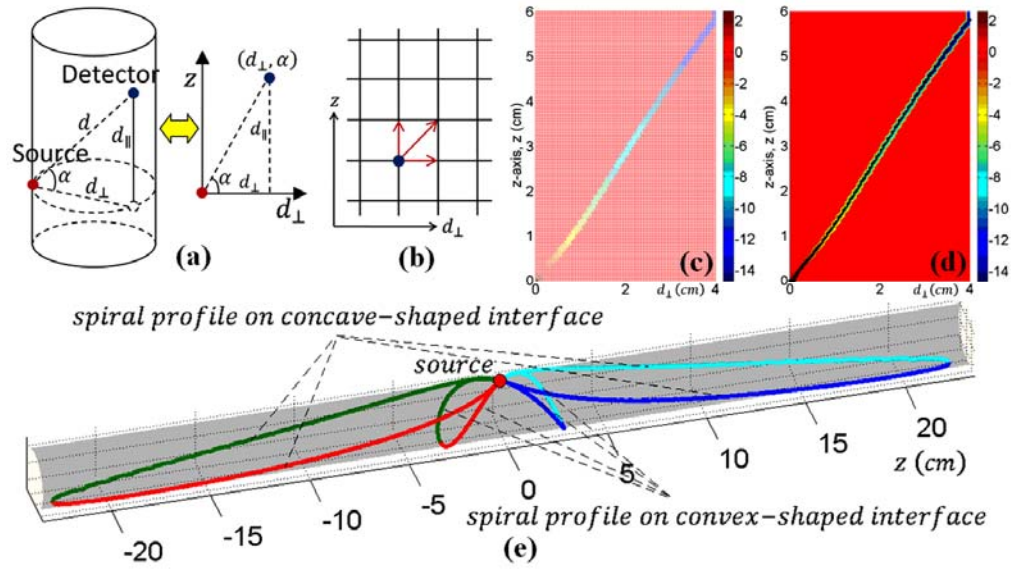 Detector
Source
d
d∥
α
d⊥
z
(d⊥, α)
d∥
α
d⊥
d⊥
(a)
z
d⊥
(b)
6
5
4
3
2
1
0
z-axis, z (cm)
0
2
4
d⊥(cm)
(c)
2
0
-2
-4
-6
-8
-10
-12
-14
6
5
4
3
2
1
0
z-axis, z (cm)
0
2
4
d⊥(cm)
(d)
2
0
-2
-4
-6
-8
-10
-12
-14
spiral profile on concave−shaped interface
source
-20
-15
-10
-5
0
5
10
15
20
z (cm)
spiral profile on convex−shaped interface
(e)